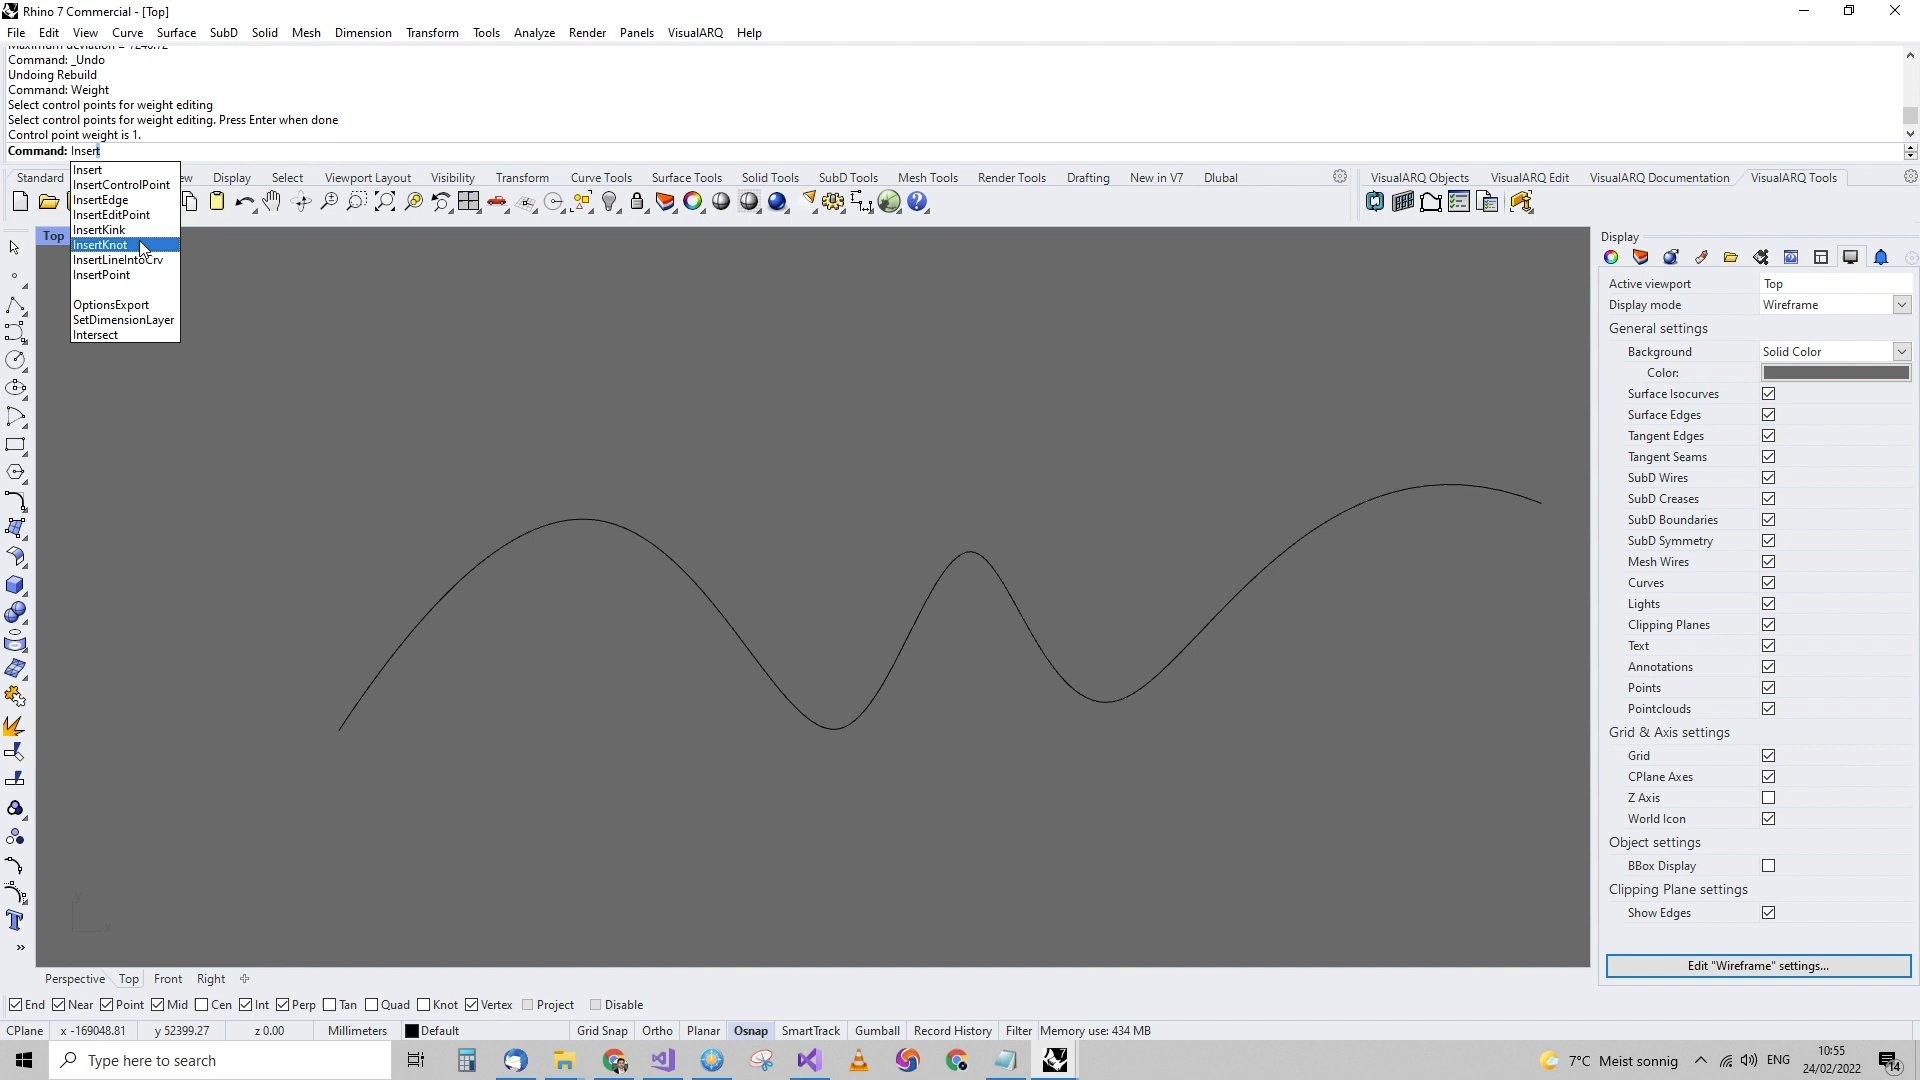 Rhino 7 Commercial - [Top]
File Edit View Curve Surface SubD Solid Mesh Dimension Transform Tools Analyze Render Panels VisualARQ Help
Command: _Undo
Undoing Rebuild
Command: Weight
Select control points for weight editing
Select control points for weight editing. Press Enter when done
Control point weight is 1.
Command: Insert
Insert
InsertControlPoint
InsertEdge
InsertEditPoint
InsertKink
InsertKnot
InsertLineIntoCrv
InsertPoint
OptionsExport
SetDimensionLayer
Intersect
Standard Display Select Viewport Layout Visibility Transform Curve Tools Surface Tools Solid Tools SubD Tools Mesh Tools Render Tools Drafting New in V7 Dlubal
VisualARQ Objects VisualARQ Edit VisualARQ Documentation VisualARQ Tools
Top
Display
Active viewport Top
Display mode Wireframe
General settings
Background Solid Color
Color:
Surface Isocurves
Surface Edges
Tangent Edges
Tangent Seams
SubD Wires
SubD Creases
SubD Boundaries
SubD Symmetry
Mesh Wires
Curves
Lights
Clipping Planes
Text
Annotations
Points
Pointclouds
Grid & Axis settings
Grid
CPlane Axes
Z Axis
World Icon
Object settings
BBox Display
Clipping Plane settings
Show Edges
Edit "Wireframe" settings...
Perspective Top Front Right
End Near Point Mid Cen Int Perp Tan Quad Knot Vertex Project Disable
CPlane x -169048.81 y 52399.27 z 0.00 Millimeters Default Grid Snap Ortho Planar Osnap SmartTrack Gumball Record History Filter Memory use: 434 MB
Type here to search
7°C Meist sonnig ENG
10:55
24/02/2022
14